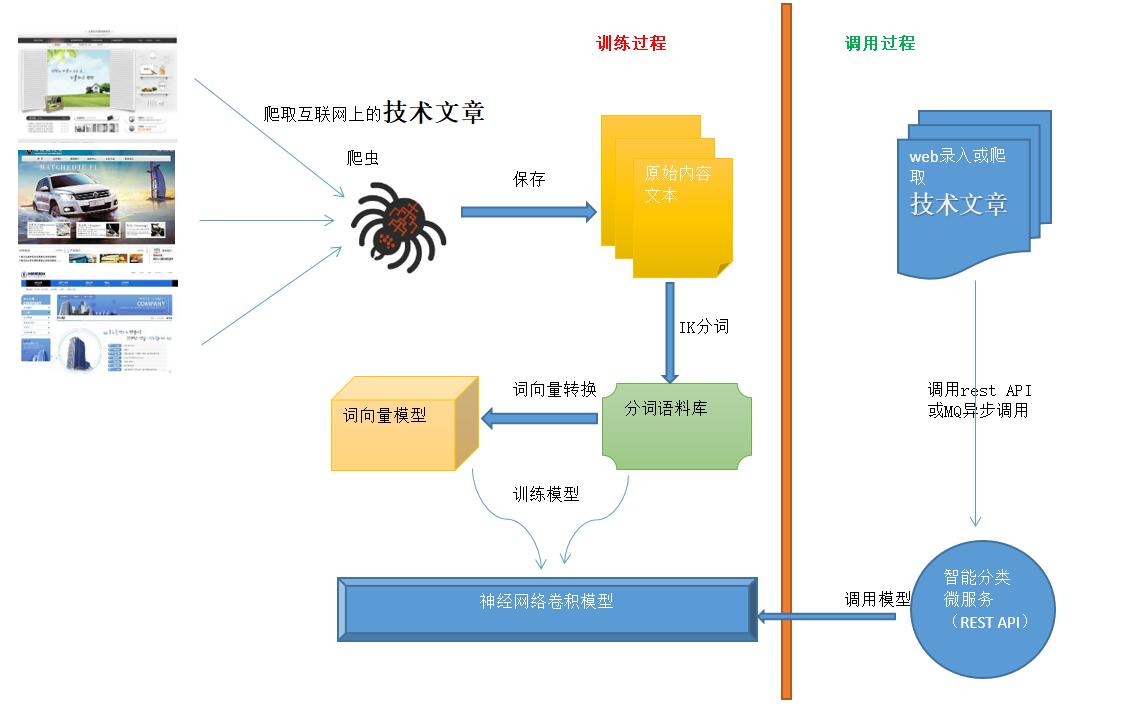 训练过程
调用过程
爬取互联网上的技术文章
爬虫
保存
原始内容
文本
web录入或爬
取
技术文章
IK分词
词向量转换
词向量模型
分词语料库
调用rest API
或MQ异步调用
训练模型
神经网络卷积模型
调用模型
智能分类
微服务
（REST API）
MATCHEDJE PL
COMPANY